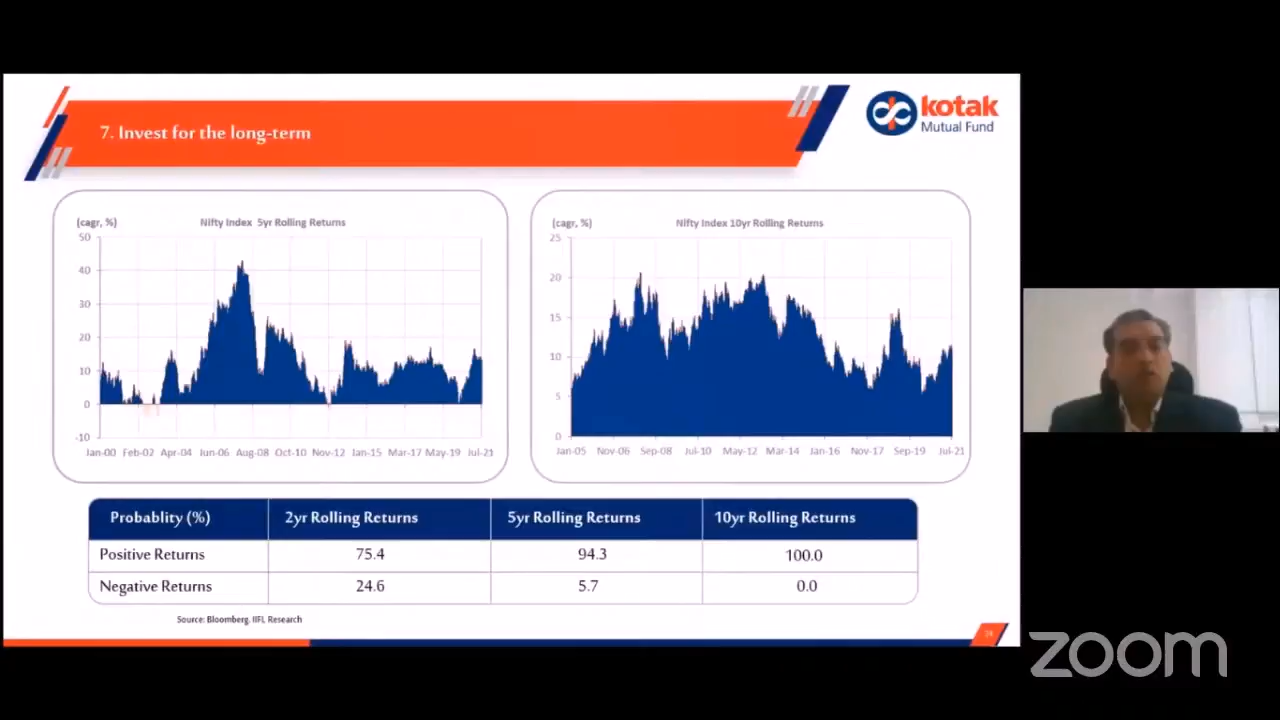 7. Invest for the long-term
kotak
Mutual Fund
(cagr, %)
Nifty Index 5yr Rolling Returns
50
40
30
20
10
0
-10
Jan-00 Feb-02 Apr-04 Jun-06 Aug-08 Oct-10 Nov-12 Jan-15 Mar-17 May-19 Jul-21
(cagr, %)
Nifty Index 10yr Rolling Returns
25
20
15
10
5
0
Jan-05 Nov-06 Sep-08 Jul-10 May-12 Mar-14 Jan-16 Nov-17 Sep-19 Jul-21
Probablity (%) 2yr Rolling Returns 5yr Rolling Returns 10yr Rolling Returns
Positive Returns 75.4 94.3 100.0
Negative Returns 24.6 5.7 0.0
Source: Bloomberg, IIFL Research
zoom